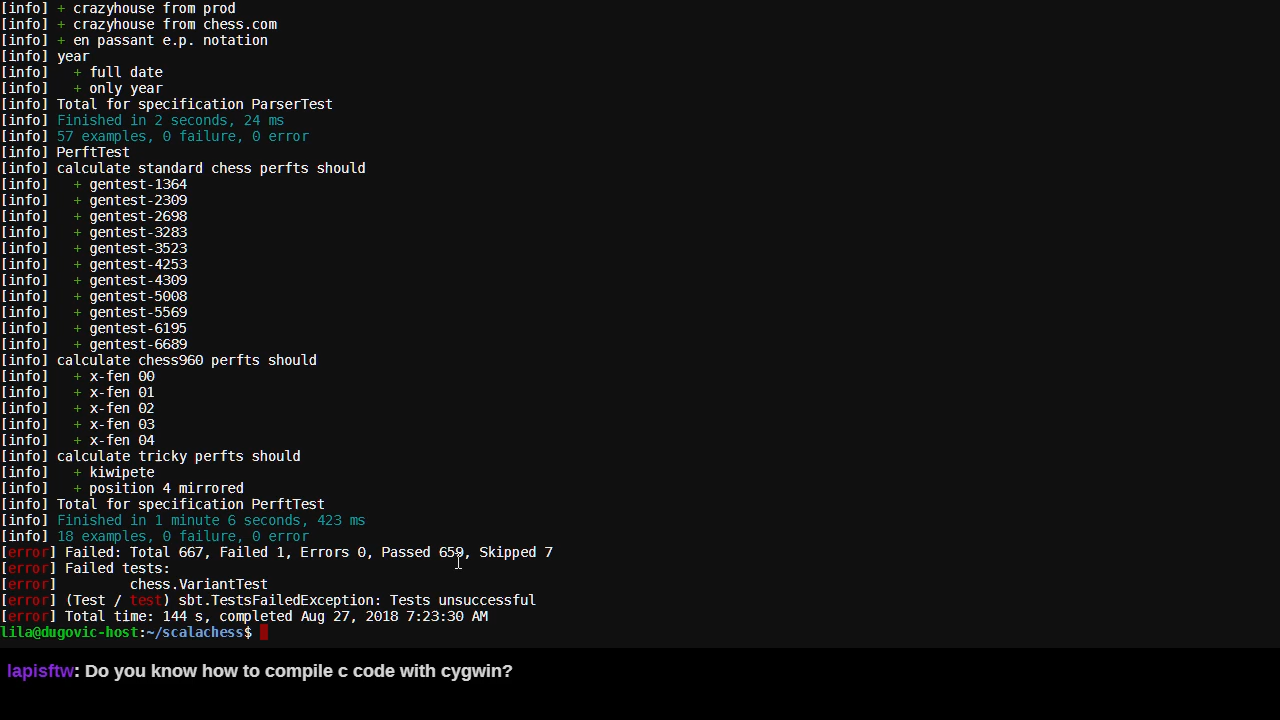 [info] + crazyhouse from prod
[info] + crazyhouse from chess.com
[info] + en passant e.p. notation
[info] year
[info]   + full date
[info]   + only year
[info] Total for specification ParserTest
[info] Finished in 2 seconds, 24 ms
[info] 57 examples, 0 failure, 0 error
[info] PerftTest
[info] calculate standard chess perfts should
[info]   + gentest-1364
[info]   + gentest-2309
[info]   + gentest-2698
[info]   + gentest-3283
[info]   + gentest-3523
[info]   + gentest-4253
[info]   + gentest-4309
[info]   + gentest-5008
[info]   + gentest-5569
[info]   + gentest-6195
[info]   + gentest-6689
[info] calculate chess960 perfts should
[info]   + x-fen 00
[info]   + x-fen 01
[info]   + x-fen 02
[info]   + x-fen 03
[info]   + x-fen 04
[info] calculate tricky perfts should
[info]   + kiwipete
[info]   + position 4 mirrored
[info] Total for specification PerftTest
[info] Finished in 1 minute 6 seconds, 423 ms
[info] 18 examples, 0 failure, 0 error
[error] Failed: Total 667, Failed 1, Errors 0, Passed 659, Skipped 7
[error] Failed tests:
[error]         chess.VariantTest
[error] (Test / test) sbt.TestsFailedException: Tests unsuccessful
[error] Total time: 144 s, completed Aug 27, 2018 7:23:30 AM
lila@dugovic-host:~/scalachess$
lapisftw: Do you know how to compile c code with cygwin?